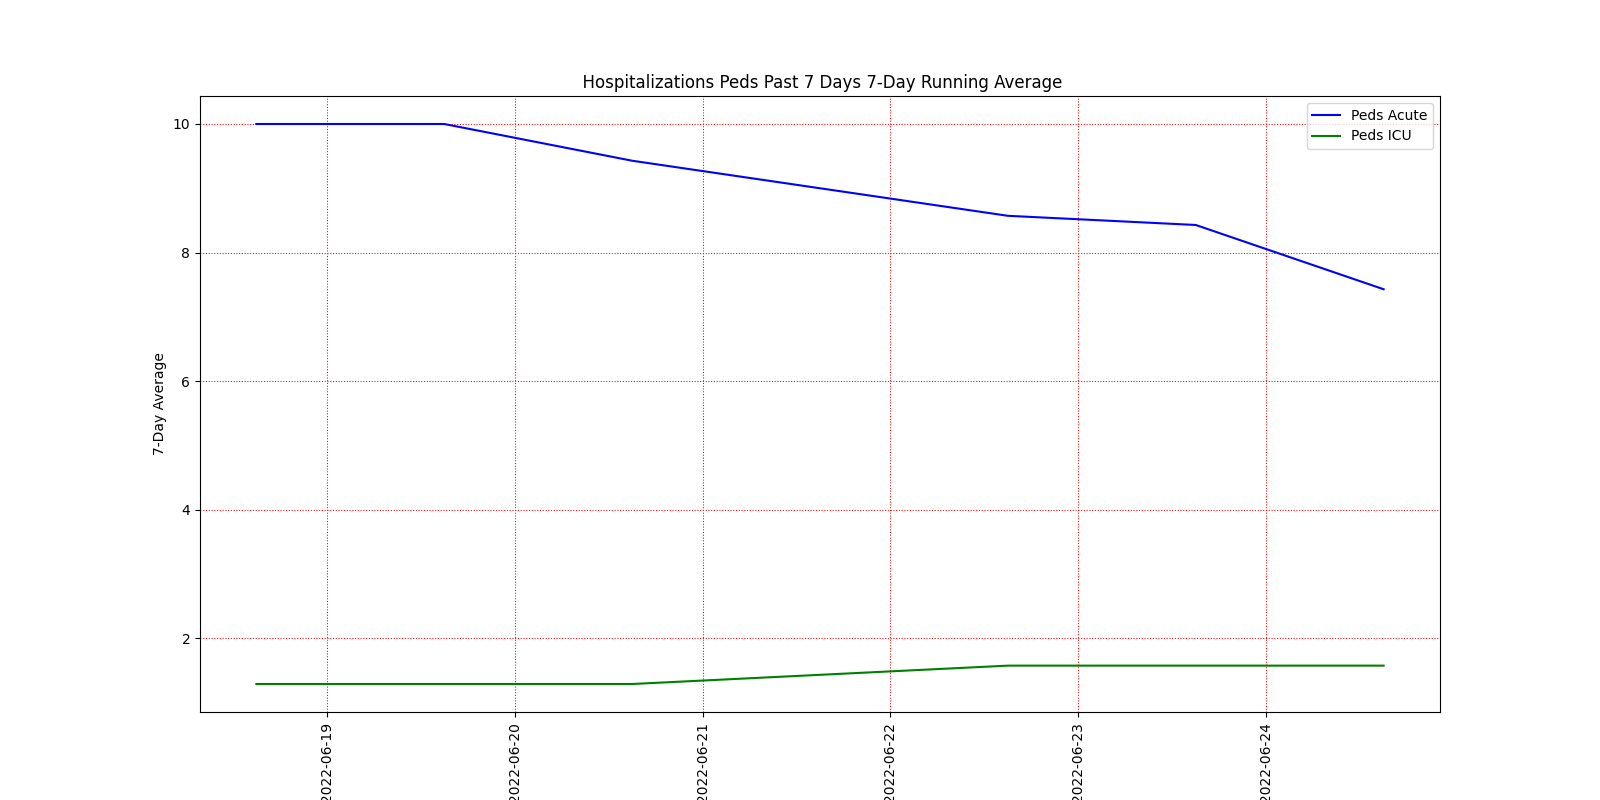 Hospitalizations Peds Past 7 Days 7-Day Running Average
Peds Acute
Peds ICU
10
8
6
4
2
7-Day Average
2022-06-19
2022-06-20
2022-06-21
2022-06-22
2022-06-23
2022-06-24